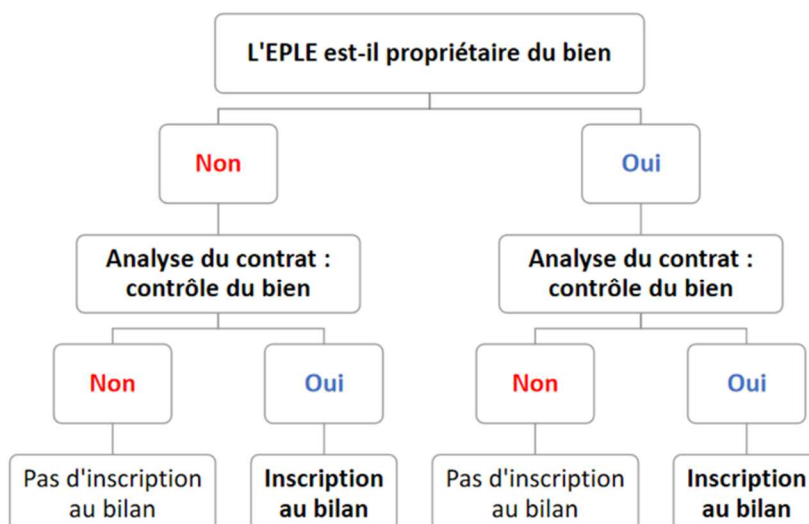 L'EPLE est-il propriétaire du bien
Non
Oui
Analyse du contrat :
contrôle du bien
Analyse du contrat :
contrôle du bien
Non
Oui
Non
Oui
Pas d'inscription
au bilan
Inscription
au bilan
Pas d'inscription
au bilan
Inscription
au bilan